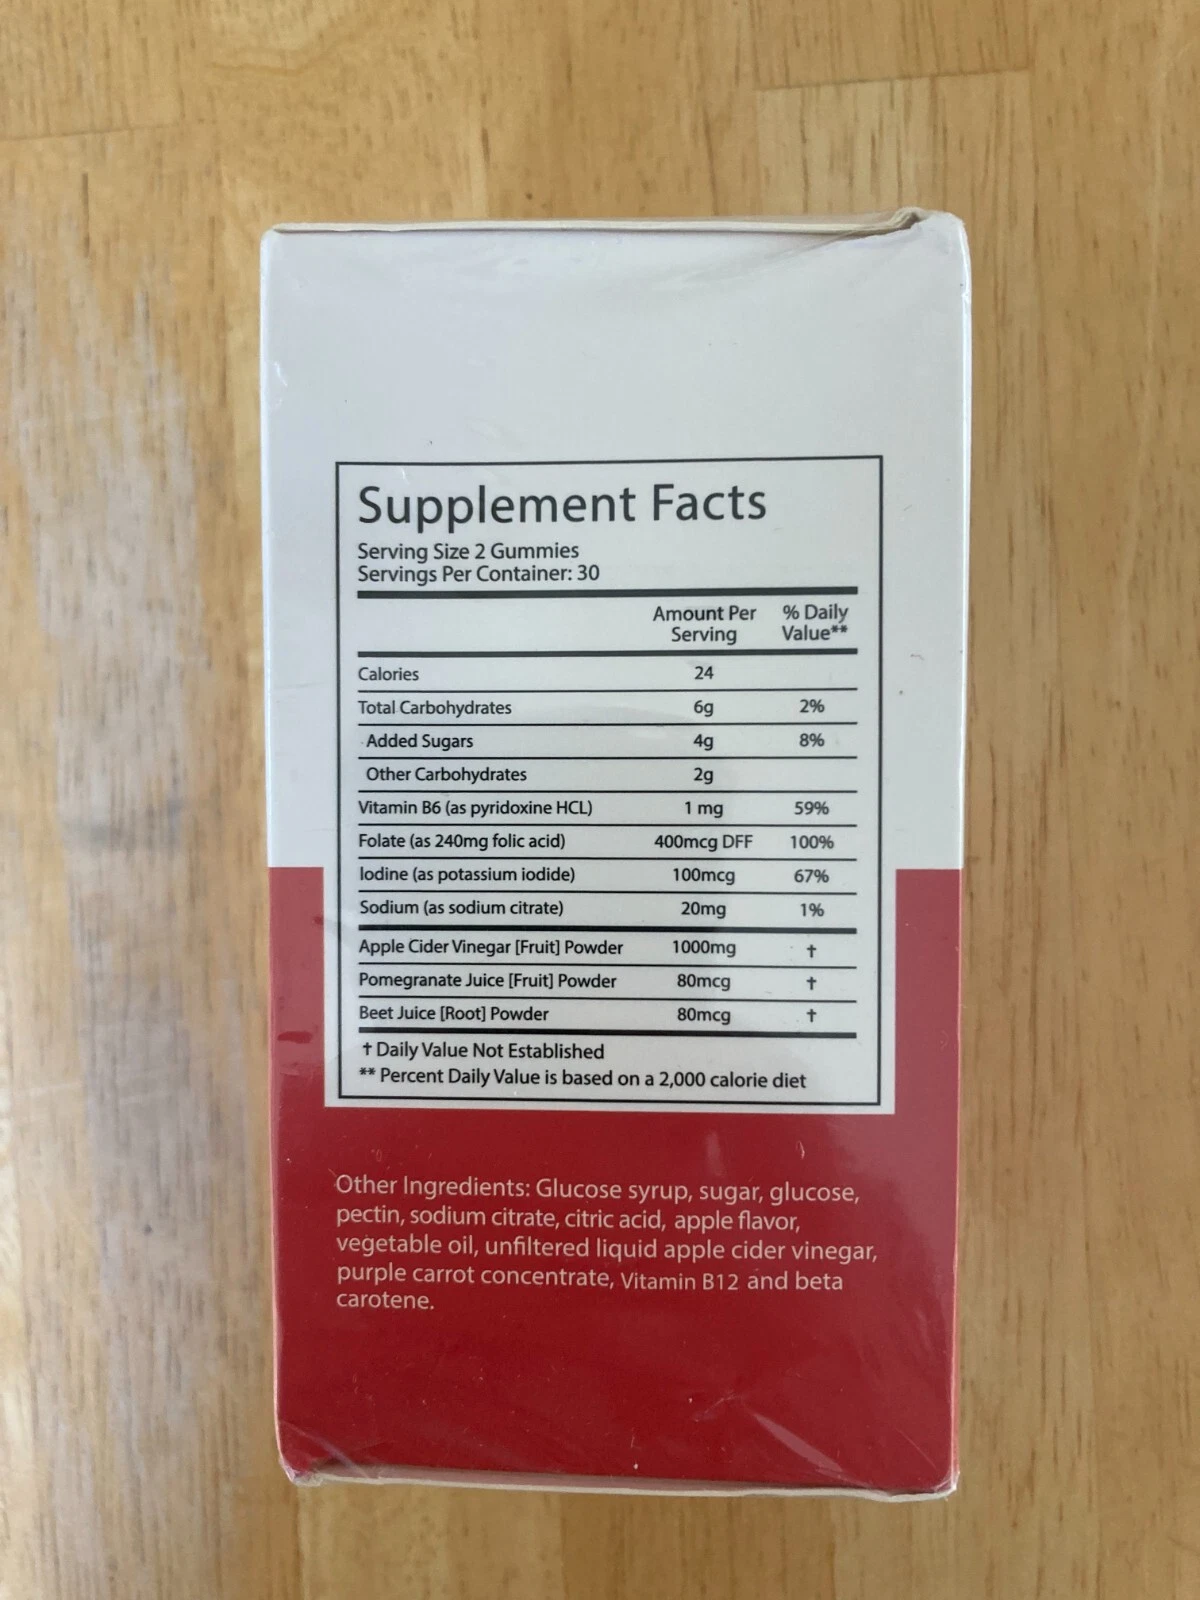 Supplement Facts
Serving Size 2 Gummies
Servings Per Container: 30
Amount Per Serving % Daily Value**
Calories 24
Total Carbohydrates 6g 2%
Added Sugars 4g 8%
Other Carbohydrates 2g
Vitamin B6 (as pyridoxine HCL) 1 mg 59%
Folate (as 240mg folic acid) 400mcg DFF 100%
Iodine (as potassium iodide) 100mcg 67%
Sodium (as sodium citrate) 20mg 1%
Apple Cider Vinegar [Fruit] Powder 1000mg †
Pomegranate Juice [Fruit] Powder 80mcg †
Beet Juice [Root] Powder 80mcg †
† Daily Value Not Established
** Percent Daily Value is based on a 2,000 calorie diet
Other Ingredients: Glucose syrup, sugar, glucose,
pectin, sodium citrate, citric acid, apple flavor,
vegetable oil, unfiltered liquid apple cider vinegar,
purple carrot concentrate, Vitamin B12 and beta
carotene.